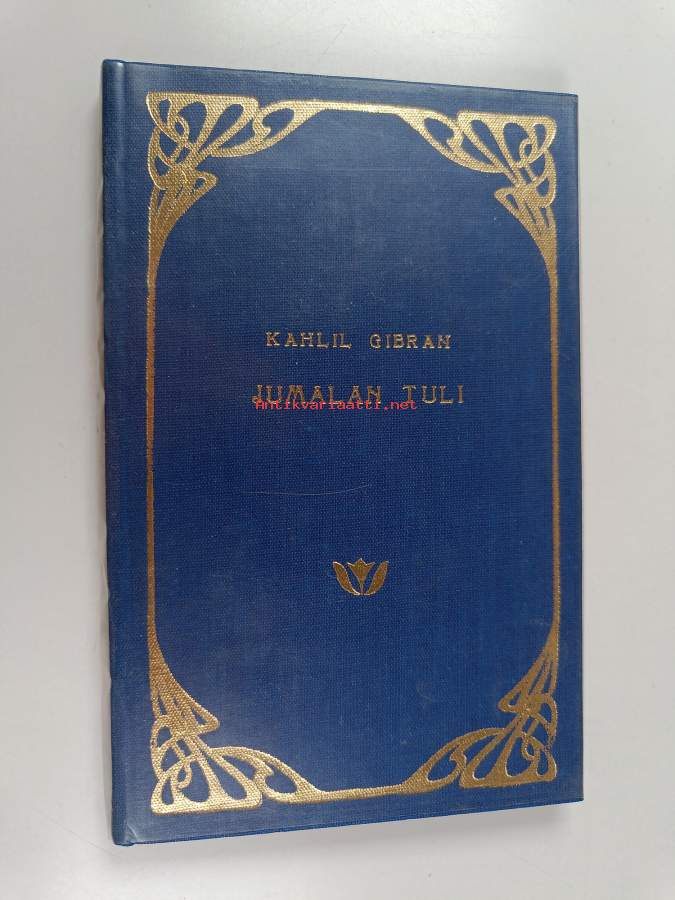 KAHLIL GIBRAN
JUMALAN TULI
Antikvariaatti.net